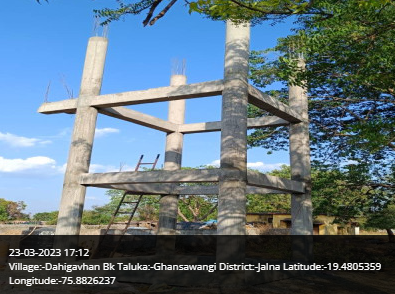 23-03-2023 17:12
Village:-Dahigavhan Bk Taluka:-Ghansawangi District:-Jalna Latitude:-19.4805359
Longitude:-75.8826237